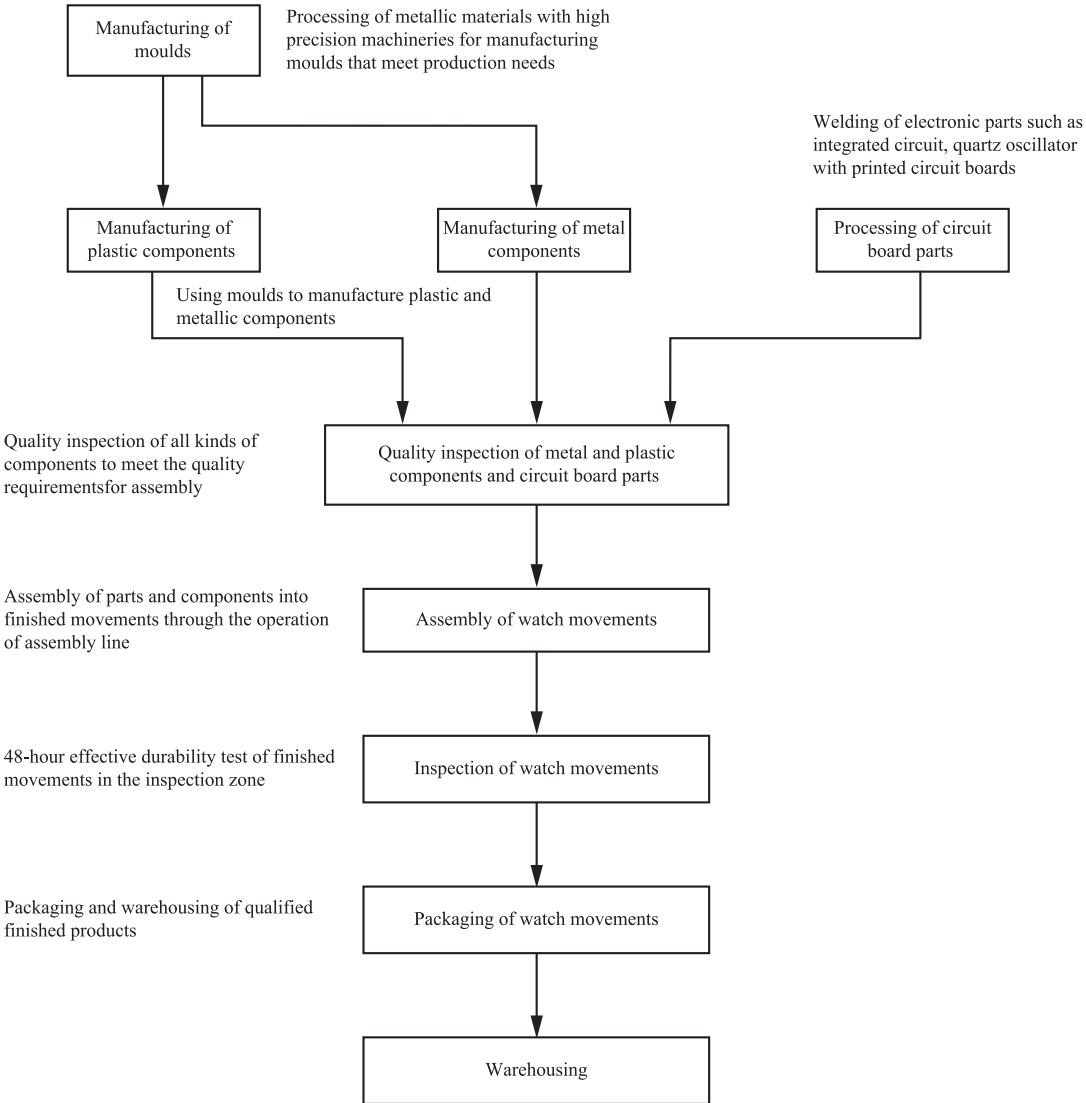 Manufacturing of
moulds
Processing of metallic materials with high
precision machineries for manufacturing
moulds that meet production needs
Welding of electronic parts such as
integrated circuit, quartz oscillator
with printed circuit boards
Manufacturing of
plastic components
Manufacturing of metal
components
Processing of circuit
board parts
Using moulds to manufacture plastic and
metallic components
Quality inspection of all kinds of
components to meet the quality
requirementsfor assembly
Quality inspection of metal and plastic
components and circuit board parts
Assembly of parts and components into
finished movements through the operation
of assembly line
Assembly of watch movements
48-hour effective durability test of finished
movements in the inspection zone
Inspection of watch movements
Packaging and warehousing of qualified
finished products
Packaging of watch movements
Warehousing